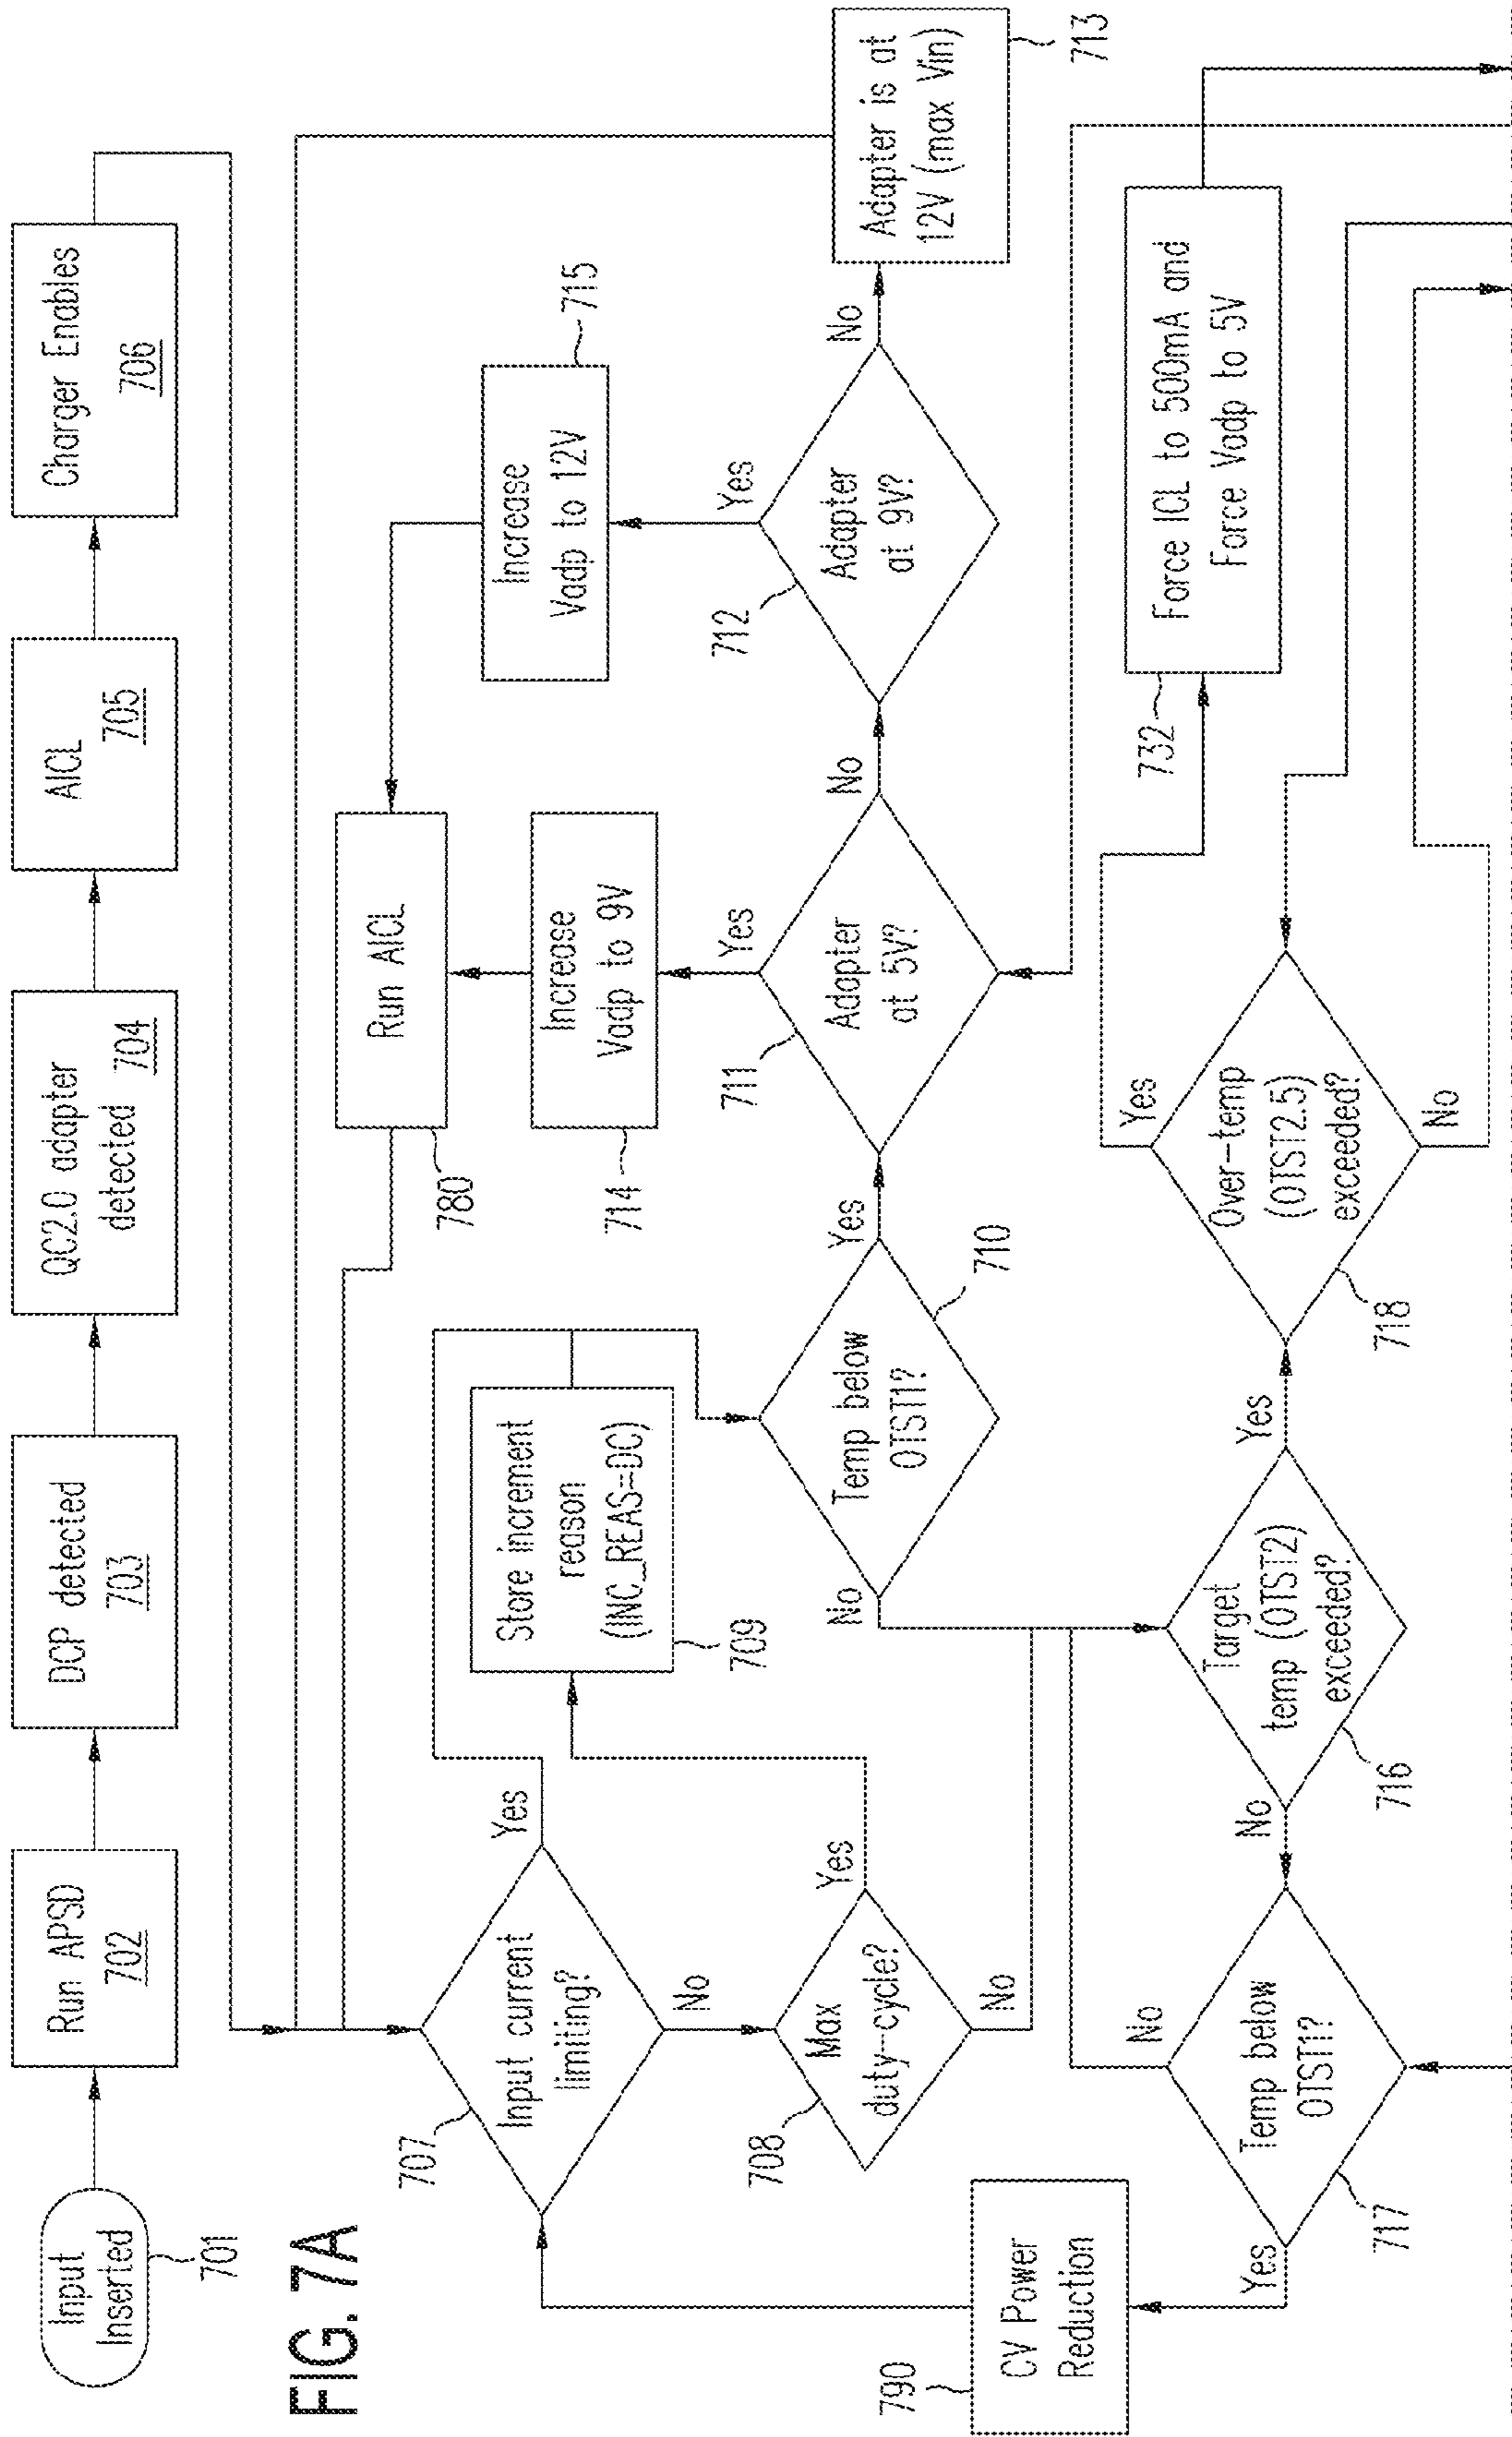 Input
Inserted
701
Run APSD
702
DCP detected
703
QC2.0 adapter
detected 704
AICL
705
Charger Enables
706
FIG. 7A
707
Input current
limiting?
Yes
No
708
Max
duty-cycle?
Yes
No
Store increment
reason
(INC_REAS=DC)
709
Temp below
OTST1?
710
Yes
No
Run AICL
780
Increase
Vadp to 9V
714
Yes
711
Adapter
at 5V?
No
Increase
Vadp to 12V
715
Yes
712
Adapter
at 9V?
No
Adapter is at
12V (max Vin)
713
790
CV Power
Reduction
Yes
Temp below
OTST1?
717
No
No
Target
temp (OTST2)
exceeded?
716
Yes
Over-temp
(OTST2.5)
exceeded?
718
Yes
No
732
Force ICL to 500mA and
Force Vadp to 5V